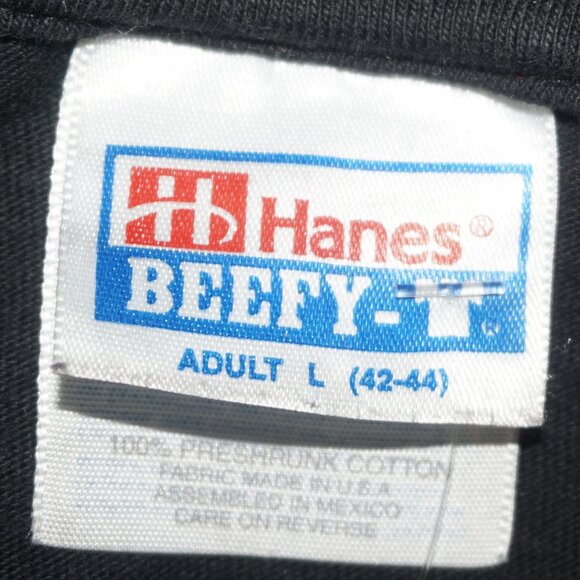 H Hanes®
BEEFY-T®
ADULT L (42-44)
100% PRESHRUNK COTTON
FABRIC MADE IN U.S.A
ASSEMBLED IN MEXICO
CARE ON REVERSE